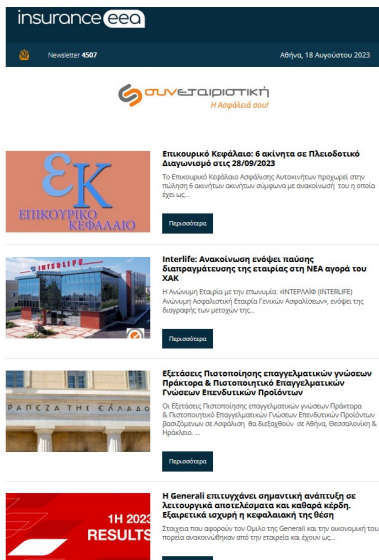 insurance eea
Newsletter 4507
Αθήνα, 18 Αυγούστου 2023
συνεταιριστική
Η Ασφάλειά σου!
ΕΚ
ΕΠΙΚΟΥΡΙΚΟ
ΚΕΦΑΛΑΙΟ
Επικουρικό Κεφάλαιο: 6 ακίνητα σε Πλειοδοτικό
Διαγωνισμό στις 28/09/2023
Το Επικουρικό Κεφάλαιο Ασφάλισης Αυτοκινήτων προχωρεί στην
πώληση 6 ακινήτων ακινήτων σύμφωνα με ανακοίνωσή του η οποία
έχει ως...
Περισσότερα
INTERLIFE
Interlife: Ανακοίνωση ενόψει παύσης
διαπραγμάτευσης της εταιρίας στη ΝΕΑ αγορά του
ΧΑΚ
Η Ανώνυμη Εταιρία με την επωνυμία: «ΙΝΤΕΡΛΑΪΦ (INTERLIFE)
Ανώνυμη Ασφαλιστική Εταιρία Γενικών Ασφαλίσεων», ενόψει της
διαγραφής των μετοχών της...
Περισσότερα
ΡΑΠΕΖΑ ΤΗΣ ΕΛΛΑΔΟ
Εξετάσεις Πιστοποίησης επαγγελματικών γνώσεων
Πράκτορα & Πιστοποιητικό Επαγγελματικών
Γνώσεων Επενδυτικών Προϊόντων
Οι Εξετάσεις Πιστοποίησης επαγγελματικών γνώσεων Πράκτορα
& Πιστοποιητικό Επαγγελματικών Γνώσεων Επενδυτικών Προϊόντων
βασιζόμενων σε Ασφάλιση θα διεξαχθούν σε Αθήνα, Θεσσαλονίκη &
Ηράκλειο. ...
Περισσότερα
1H 2023
RESULTS
Η Generali επιτυγχάνει σημαντική ανάπτυξη σε
λειτουργικά αποτελέσματα και καθαρά κέρδη.
Εξαιρετικά ισχυρή η κεφαλαιακή της θέση
Στοιχεια που αφορούν τον Ομιλο της Generali και την οικονομική του
πορεία ανακοινώθηκαν από την εταιρεία και έχουν ως...